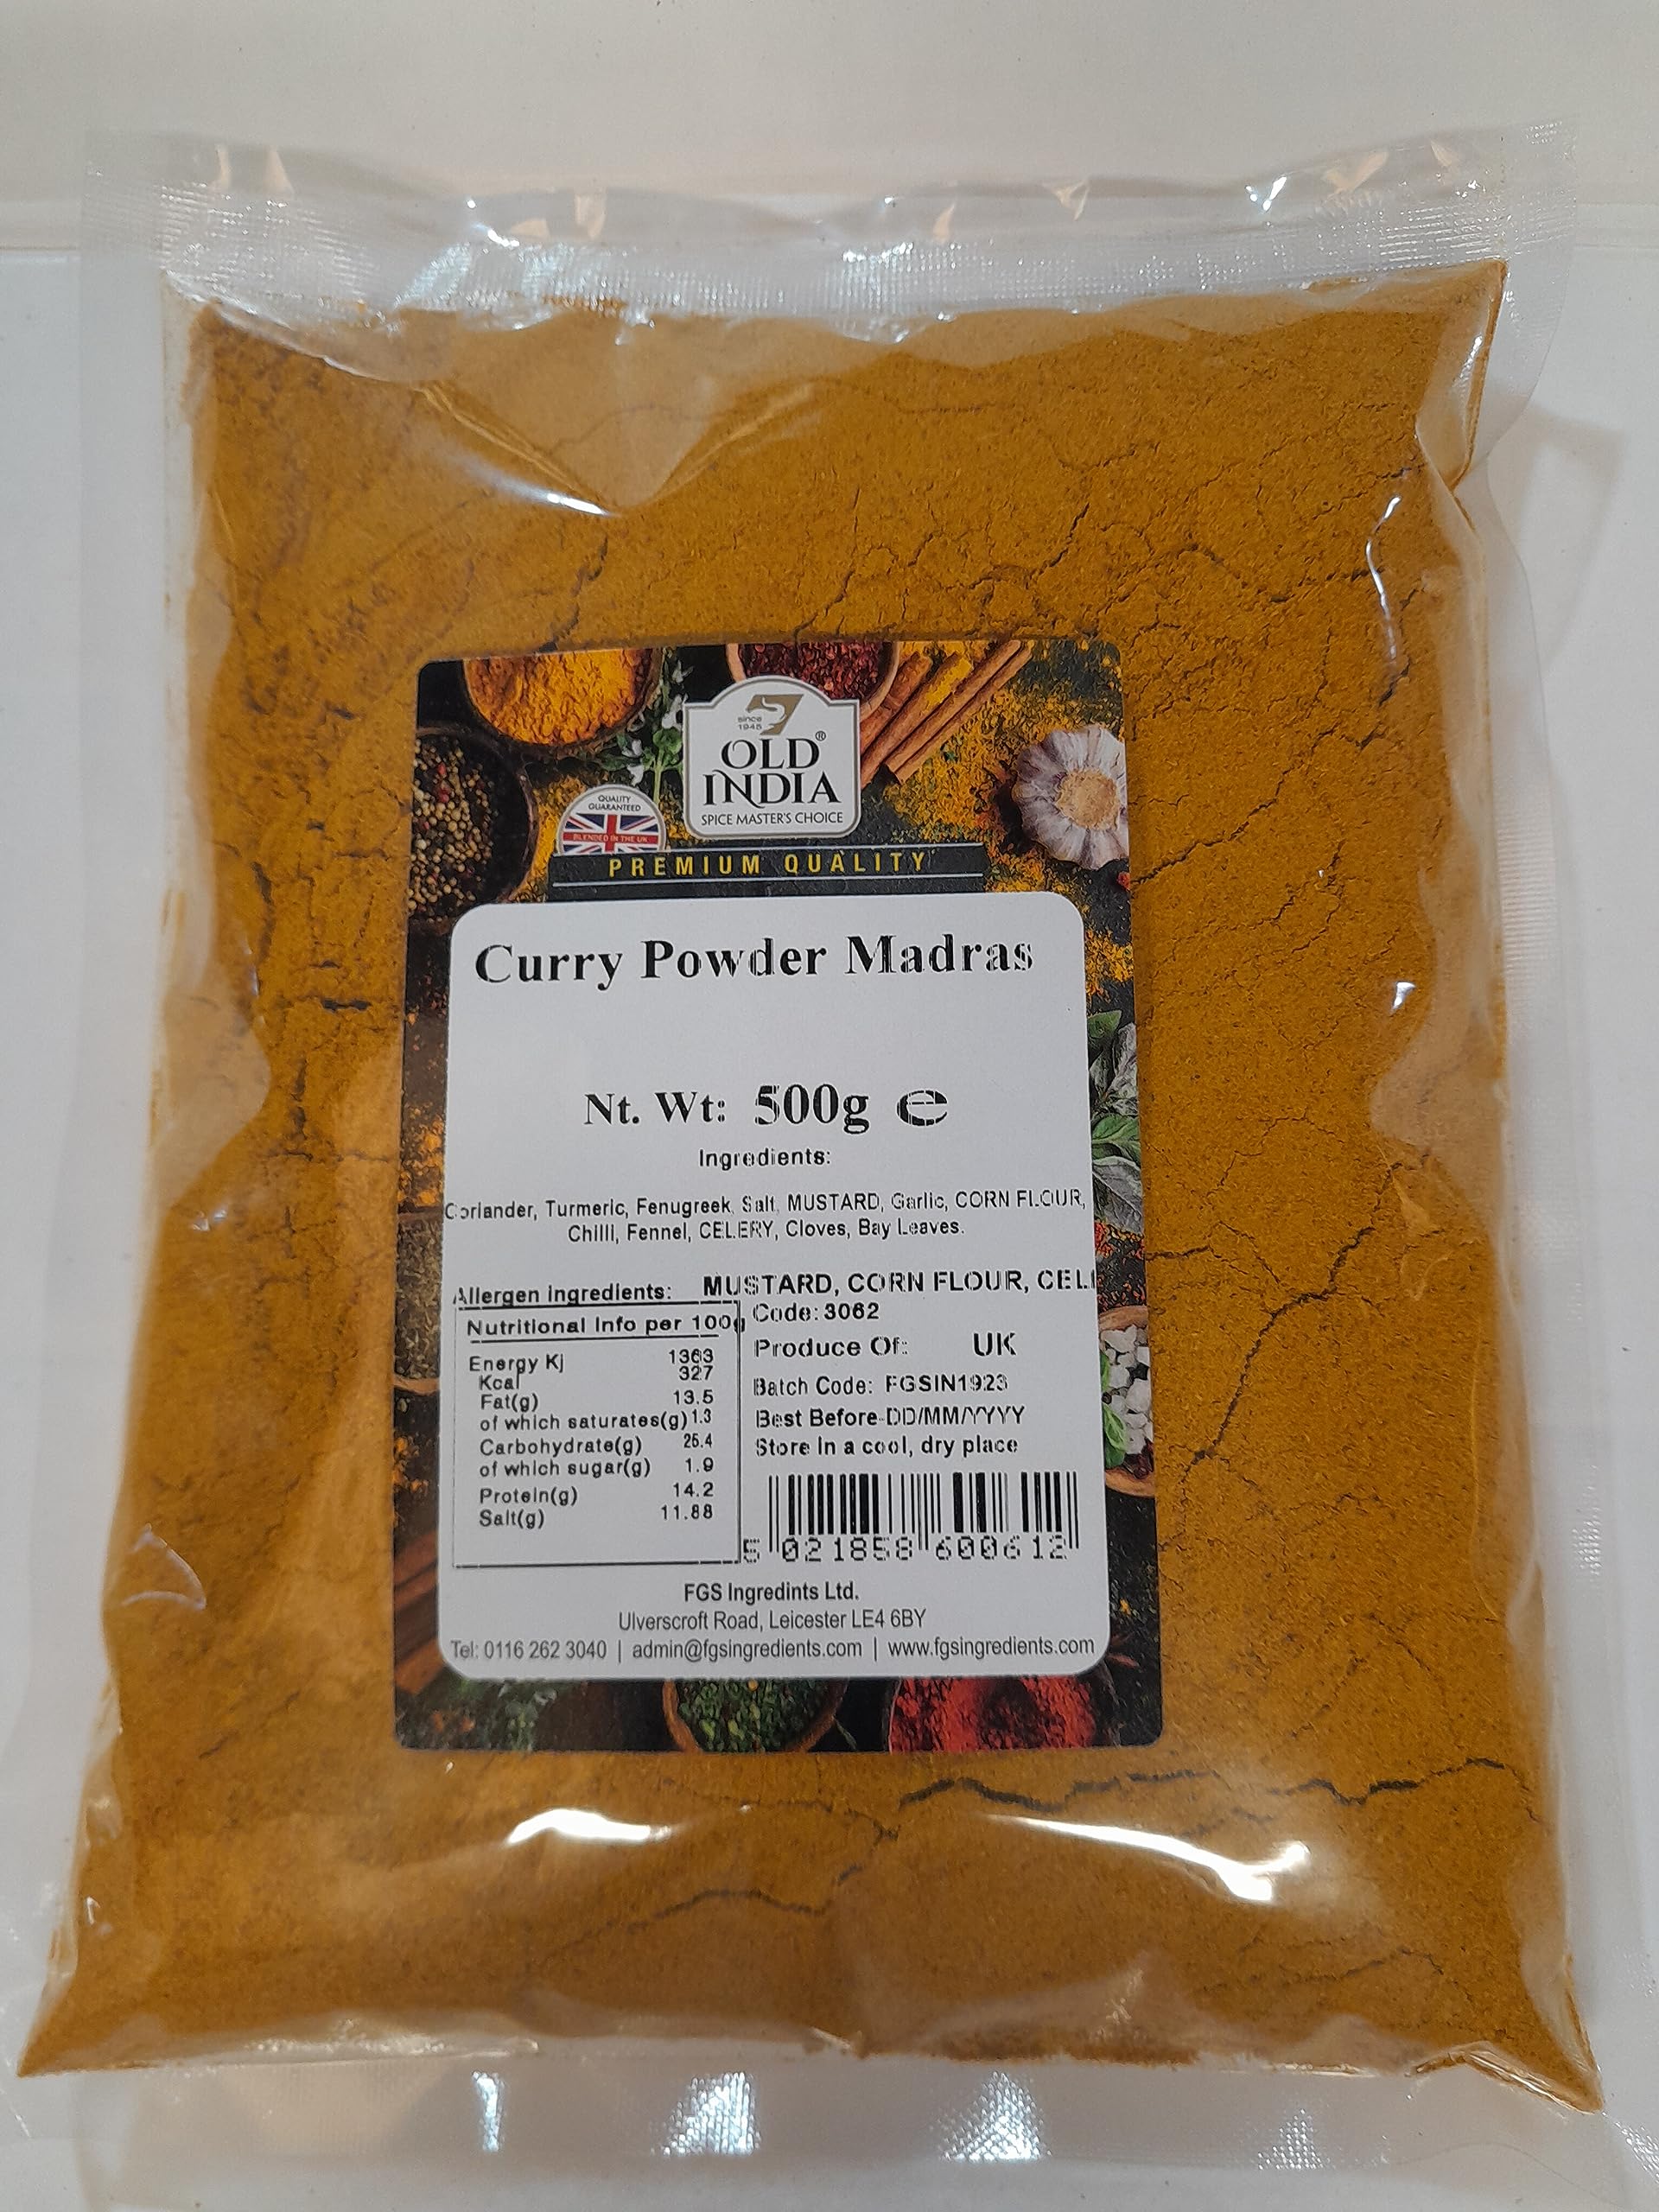 since
1945
OLD®
INDIA
SPICE MASTER'S CHOICE
QUALITY
GUARANTEED
BLENDED IN THE UK
PREMIUM QUALITY
Curry Powder Madras
Nt. Wt: 500g ℮
Ingredients:
Coriander, Turmeric, Fenugreek, Salt, MUSTARD, Garlic, CORN FLOUR,
Chilli, Fennel, CELERY, Cloves, Bay Leaves.
Allergen ingredients: MUSTARD, CORN FLOUR, CEL
Nutritional Info per 100g
Energy Kj 1363
Kcal 327
Fat(g) 13.5
of which saturates(g) 1.3
Carbohydrate(g) 25.4
of which sugar(g) 1.9
Protein(g) 14.2
Salt(g) 11.88
Code: 3062
Produce Of: UK
Batch Code: FGSIN1923
Best Before-DD/MM/YYYY
Store in a cool, dry place
5 021858 600612
FGS Ingredints Ltd.
Ulverscroft Road, Leicester LE4 6BY
Tel: 0116 262 3040 | admin@fgsingredients.com | www.fgsingredients.com